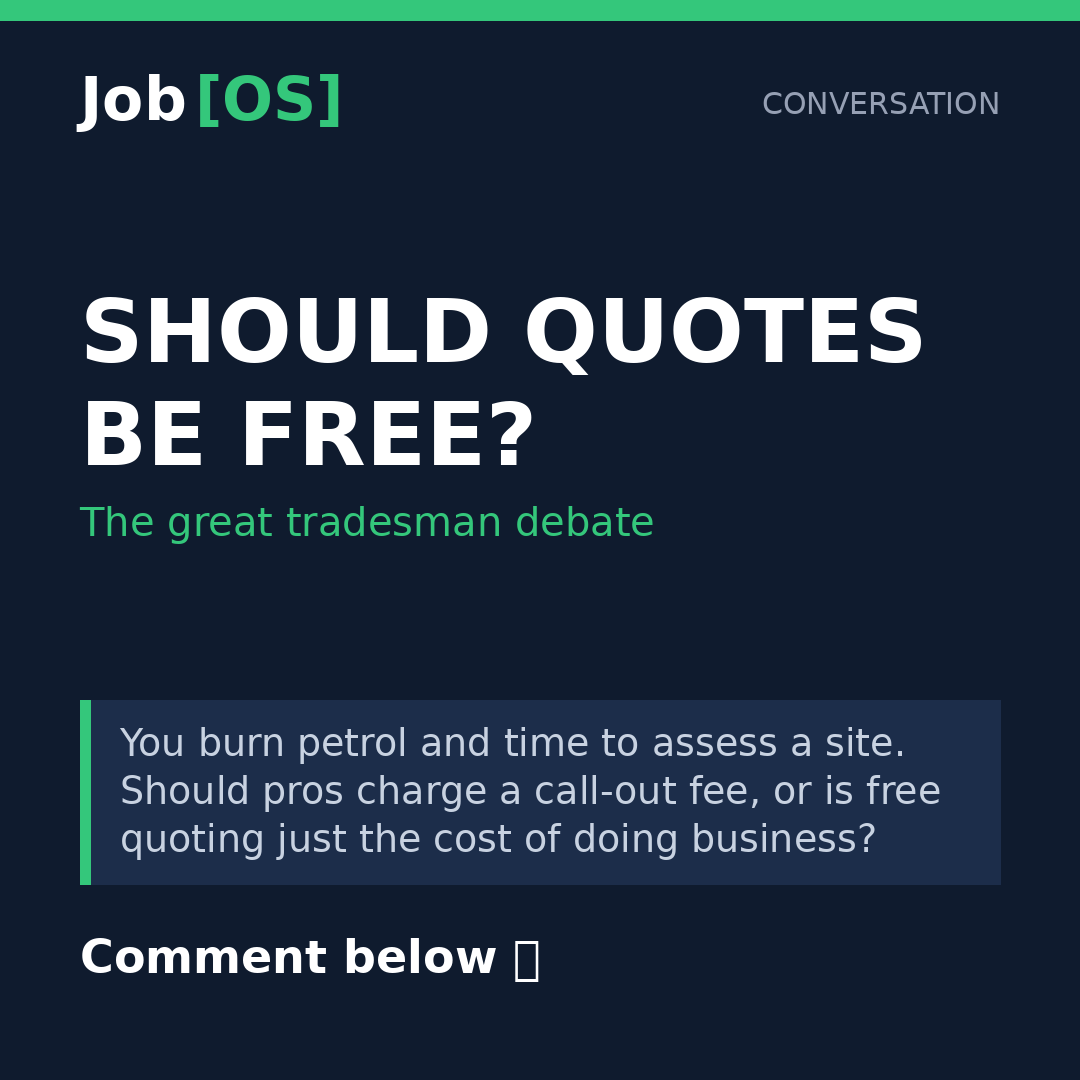 Job [OS]
CONVERSATION
SHOULD QUOTES
BE FREE?
The great tradesman debate
You burn petrol and time to assess a site.
Should pros charge a call-out fee, or is free
quoting just the cost of doing business?
Comment below